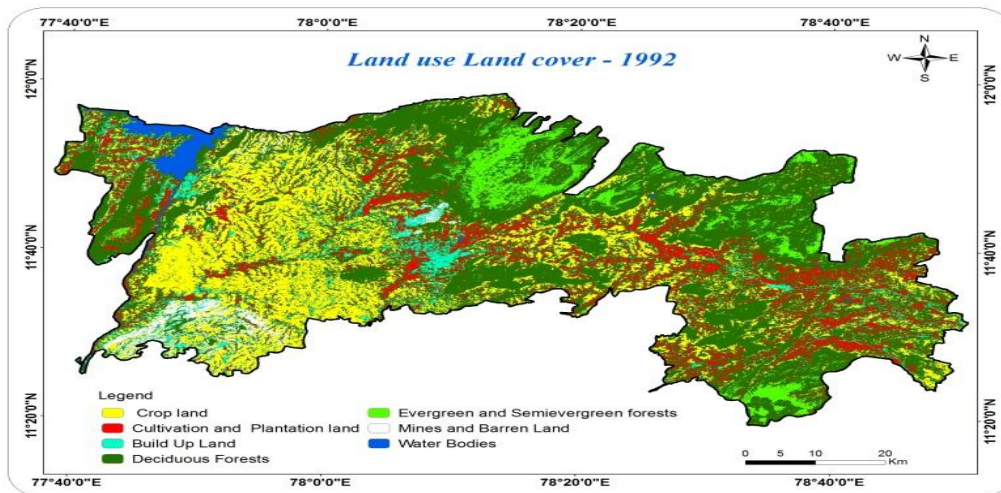 77°40'0"E 78°0'0"E 78°20'0"E 78°40'0"E
Land use Land cover - 1992
N
W E
S
12°0'0"N 12°0'0"N
11°40'0"N 11°40'0"N
11°20'0"N 11°20'0"N
Legend
Crop land
Cultivation and Plantation land
Build Up Land
Deciduous Forests
Evergreen and Semievergreen forests
Mines and Barren Land
Water Bodies
0 5 10 20
Km
77°40'0"E 78°0'0"E 78°20'0"E 78°40'0"E